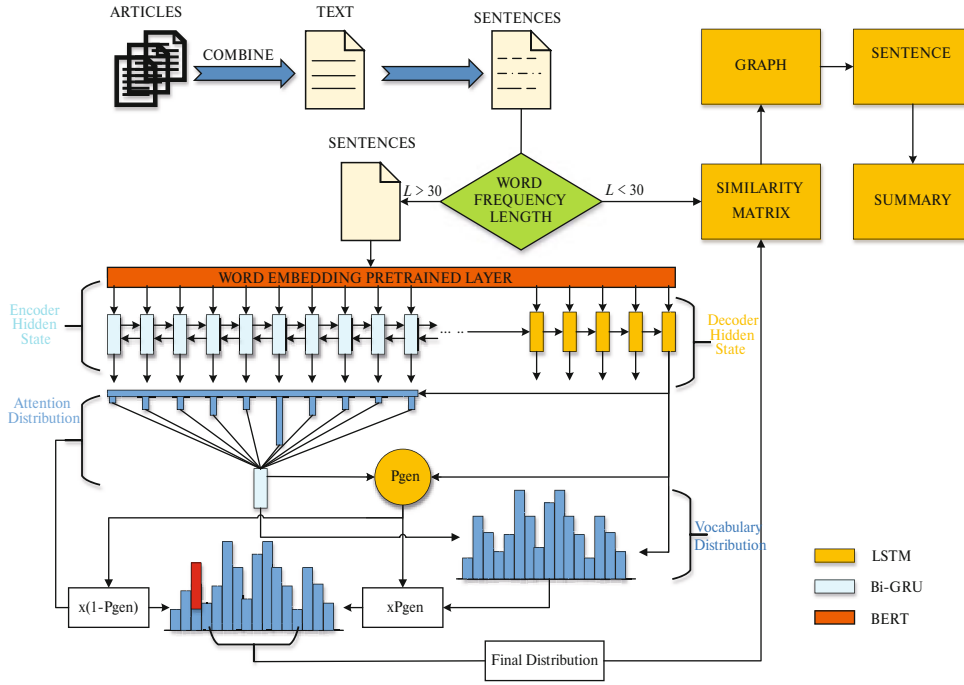 ARTICLES
COMBINE
TEXT
SENTENCES
GRAPH
SENTENCE
SENTENCES
L > 30
WORD
FREQUENCY
LENGTH
L < 30
SIMILARITY
MATRIX
SUMMARY
WORD EMBEDDING PRETRAINED LAYER
Encoder
Hidden
State
... ..
Decoder
Hidden
State
Attention
Distribution
Pgen
Vocabulary
Distribution
LSTM
Bi-GRU
BERT
x(1-Pgen)
xPgen
Final Distribution